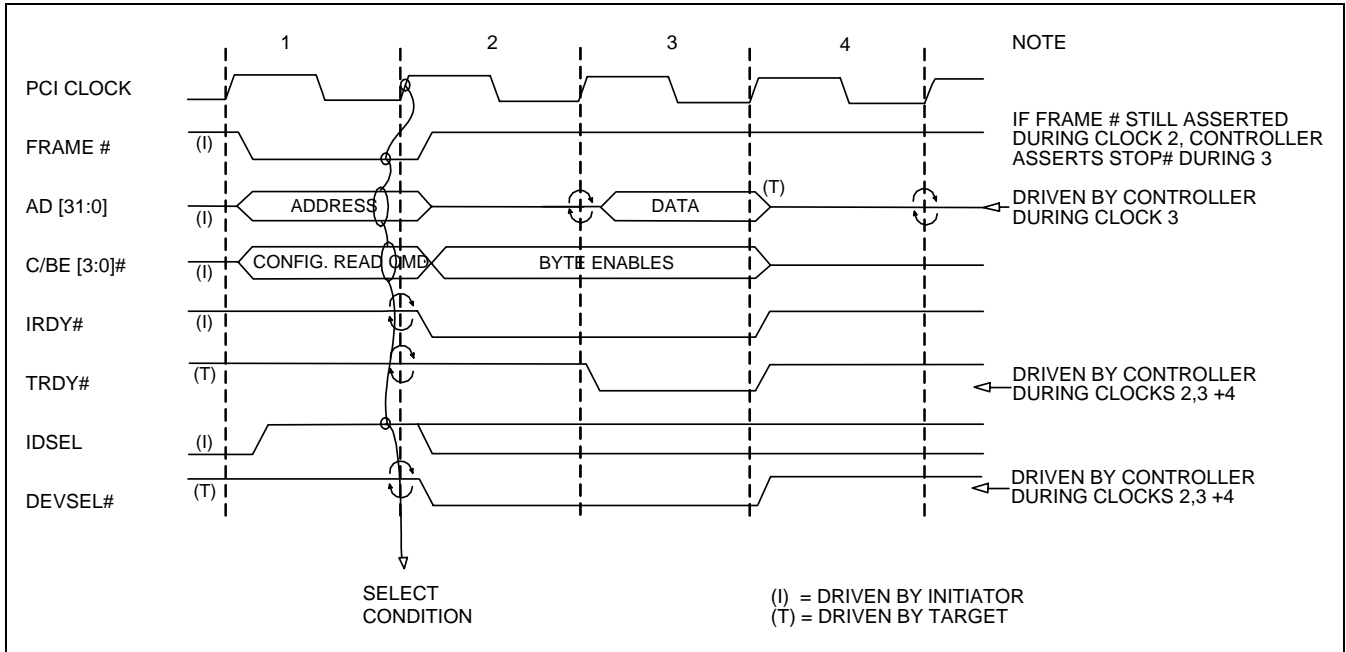 1 2 3 4 NOTE
PCI CLOCK
FRAME # (I)
IF FRAME # STILL ASSERTED
DURING CLOCK 2, CONTROLLER
ASSERTS STOP# DURING 3
AD [31:0] (I) ADDRESS DATA (T)
DRIVEN BY CONTROLLER
DURING CLOCK 3
C/BE [3:0]# (I) CONFIG. READ CMD BYTE ENABLES
IRDY# (I)
TRDY# (T)
DRIVEN BY CONTROLLER
DURING CLOCKS 2,3 +4
IDSEL (I)
DEVSEL# (T)
DRIVEN BY CONTROLLER
DURING CLOCKS 2,3 +4
SELECT
CONDITION
(I) = DRIVEN BY INITIATOR
(T) = DRIVEN BY TARGET